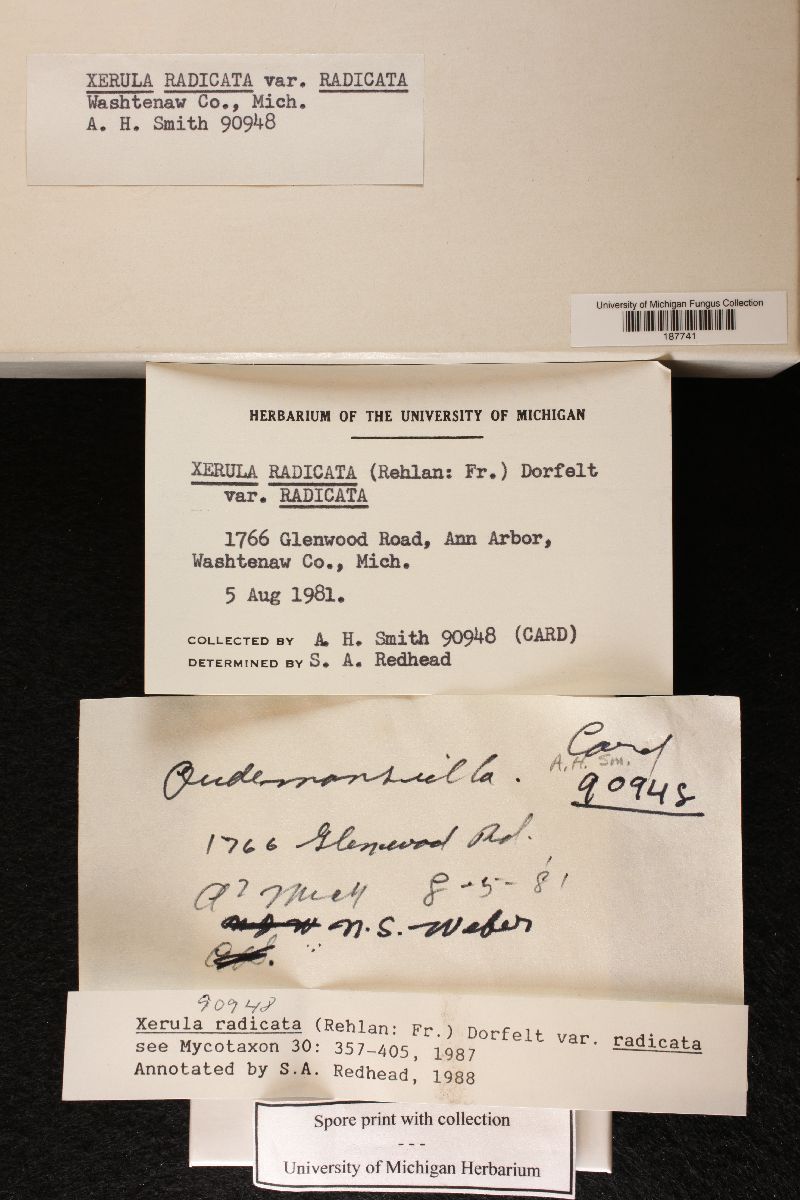 XERULA RADICATA var. RADICATA
Washtenaw Co., Mich.
A. H. Smith 90948
University of Michigan Fungus Collection
187741
HERBARIUM OF THE UNIVERSITY OF MICHIGAN
XERULA RADICATA (Rehlan: Fr.) Dorfelt
var. RADICATA
1766 Glenwood Road, Ann Arbor,
Washtenaw Co., Mich.
5 Aug 1981.
COLLECTED BY A. H. Smith 90948 (CARD)
DETERMINED BY S. A. Redhead
Card
Oudemansiella.
A.H. Sm.
90948
1766 Glenwood Rd.
A² Mich 8-5-81
N.S. Weber
90948
Xerula radicata (Rehlan: Fr.) Dorfelt var. radicata
see Mycotaxon 30: 357-405, 1987
Annotated by S.A. Redhead, 1988
Spore print with collection
---
University of Michigan Herbarium